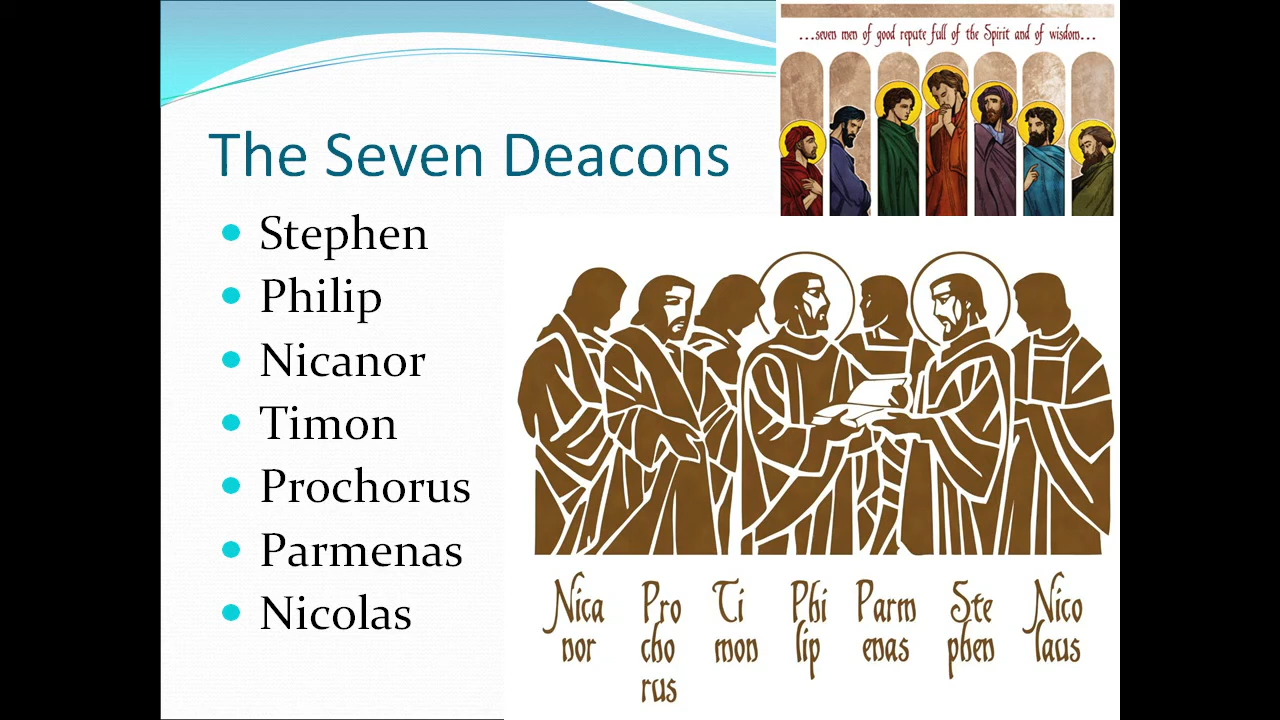 ...seven men of good repute full of the Spirit and of wisdom...
The Seven Deacons
Stephen
Philip
Nicanor
Timon
Prochorus
Parmenas
Nicolas
Nica Pro Ti Phi Parm Ste Nico
nor cho mon lip enas phen laus
rus